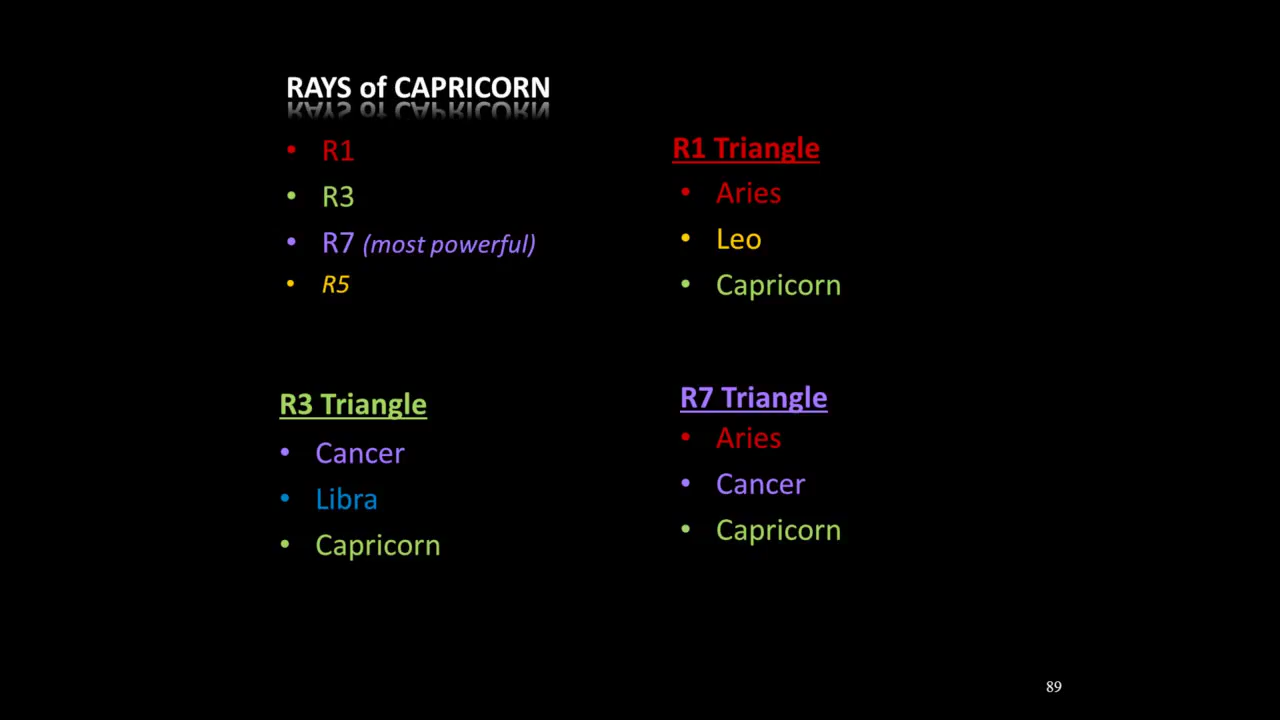 RAYS of CAPRICORN
• R1
• R3
• R7 (most powerful)
• R5
R1 Triangle
• Aries
• Leo
• Capricorn
R3 Triangle
• Cancer
• Libra
• Capricorn
R7 Triangle
• Aries
• Cancer
• Capricorn
89